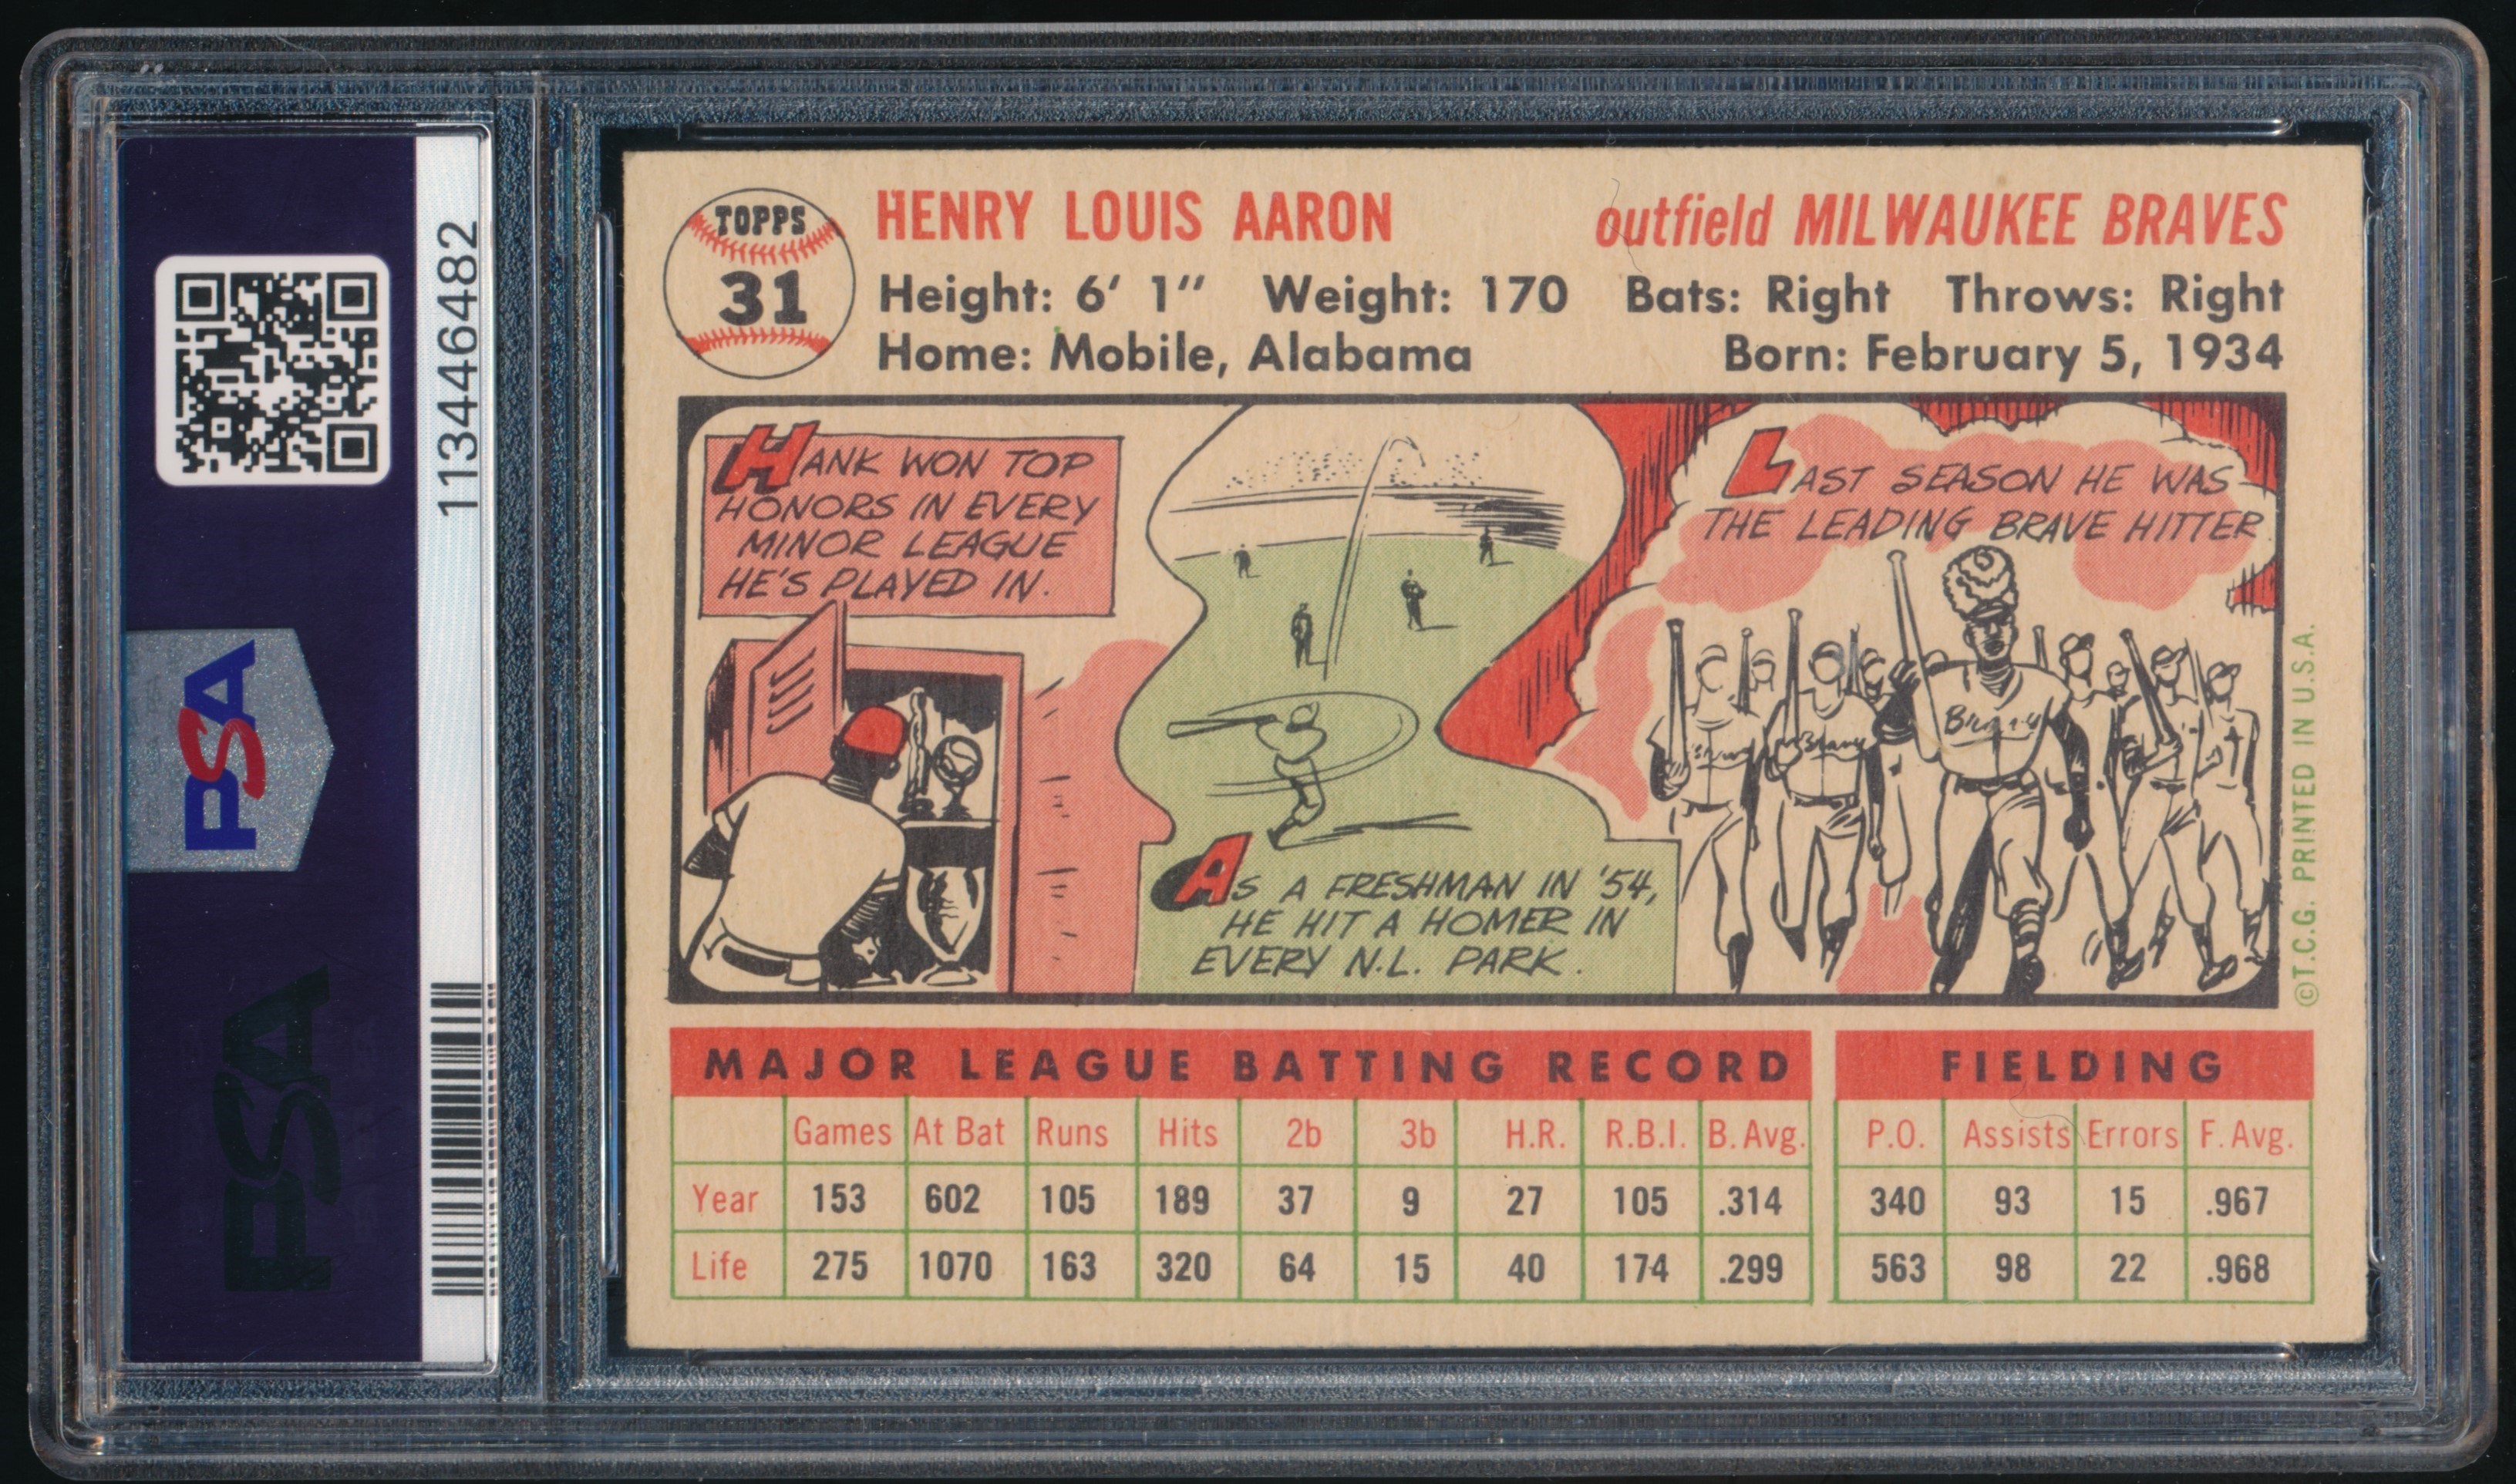 113446482
PSA
PSA
TOPPS
31
HENRY LOUIS AARON
outfield MILWAUKEE BRAVES
Height: 6' 1" Weight: 170 Bats: Right Throws: Right
Home: Mobile, Alabama
Born: February 5, 1934
HANK WON TOP
HONORS IN EVERY
MINOR LEAGUE
HE'S PLAYED IN.
AS A FRESHMAN IN '54,
HE HIT A HOMER IN
EVERY N.L. PARK.
LAST SEASON HE WAS
THE LEADING BRAVE HITTER
Braves
©T.C.G. PRINTED IN U.S.A.
MAJOR LEAGUE BATTING RECORD
Games At Bat Runs Hits 2b 3b H.R. R.B.I. B. Avg.
Year 153 602 105 189 37 9 27 105 .314
Life 275 1070 163 320 64 15 40 174 .299
FIELDING
P.O. Assists Errors F. Avg.
340 93 15 .967
563 98 22 .968